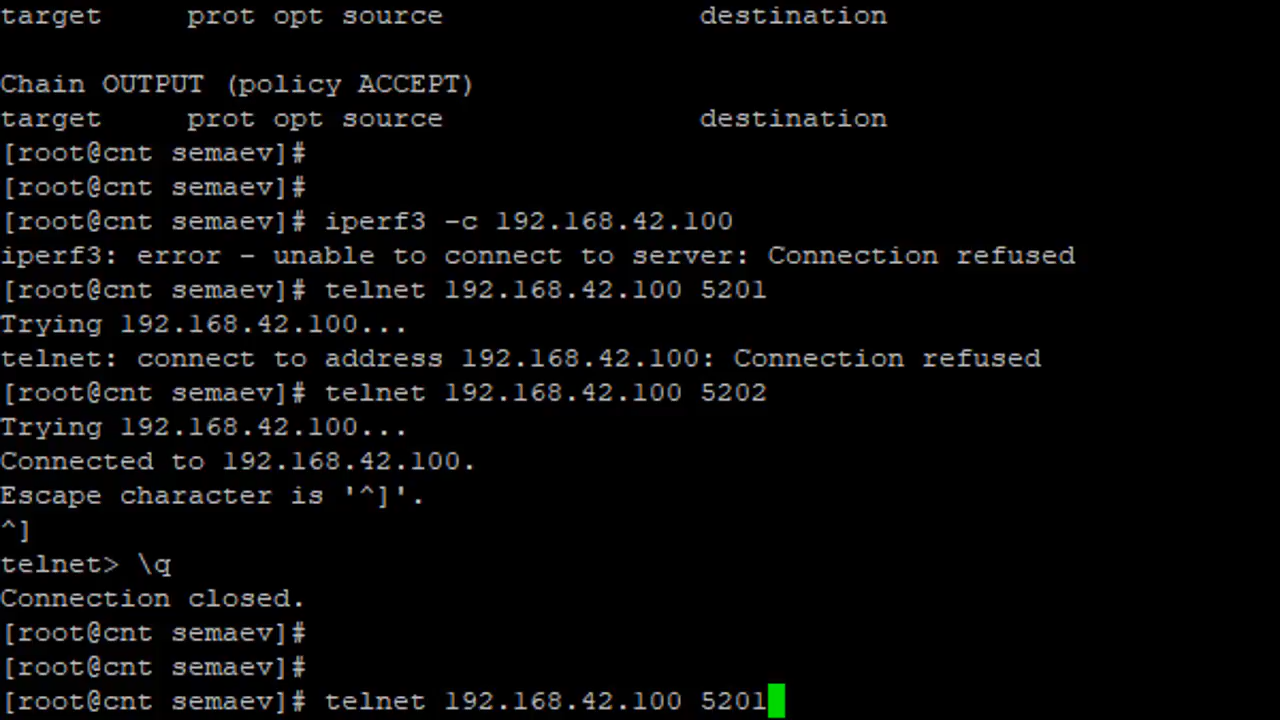 target     prot opt source               destination
Chain OUTPUT (policy ACCEPT)
target     prot opt source               destination
[root@cnt semaev]#
[root@cnt semaev]#
[root@cnt semaev]# iperf3 -c 192.168.42.100
iperf3: error - unable to connect to server: Connection refused
[root@cnt semaev]# telnet 192.168.42.100 5201
Trying 192.168.42.100...
telnet: connect to address 192.168.42.100: Connection refused
[root@cnt semaev]# telnet 192.168.42.100 5202
Trying 192.168.42.100...
Connected to 192.168.42.100.
Escape character is '^]'.
^]
telnet> \q
Connection closed.
[root@cnt semaev]#
[root@cnt semaev]#
[root@cnt semaev]# telnet 192.168.42.100 5201